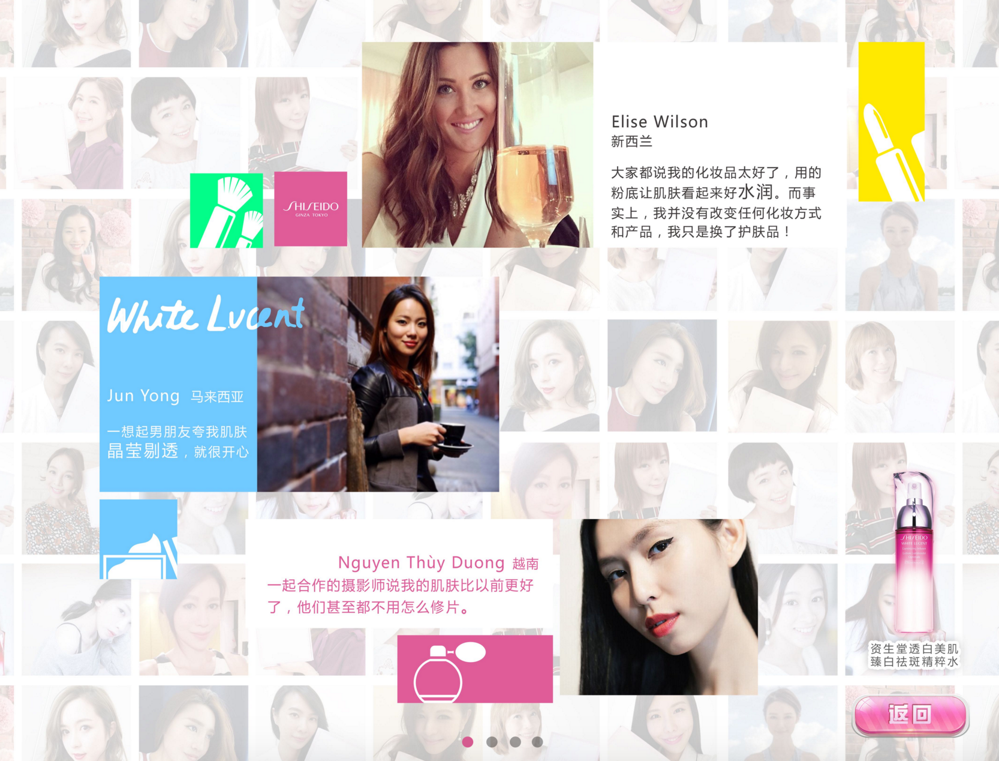 Elise Wilson
新西兰
大家都说我的化妆品太好了，用的
粉底让肌肤看起来好水润。而事
实上，我并没有改变任何化妆方式
和产品，我只是换了护肤品！
SHISEIDO
GINZA TOKYO
White Lucent
Jun Yong 马来西亚
一想起男朋友夸我肌肤
晶莹剔透，就很开心
Nguyen Thùy Duong 越南
一起合作的摄影师说我的肌肤比以前更好
了，他们甚至都不用怎么修片。
SHISEIDO
WHITE LUCENT
资生堂透白美肌
臻白祛斑精粹水
返回